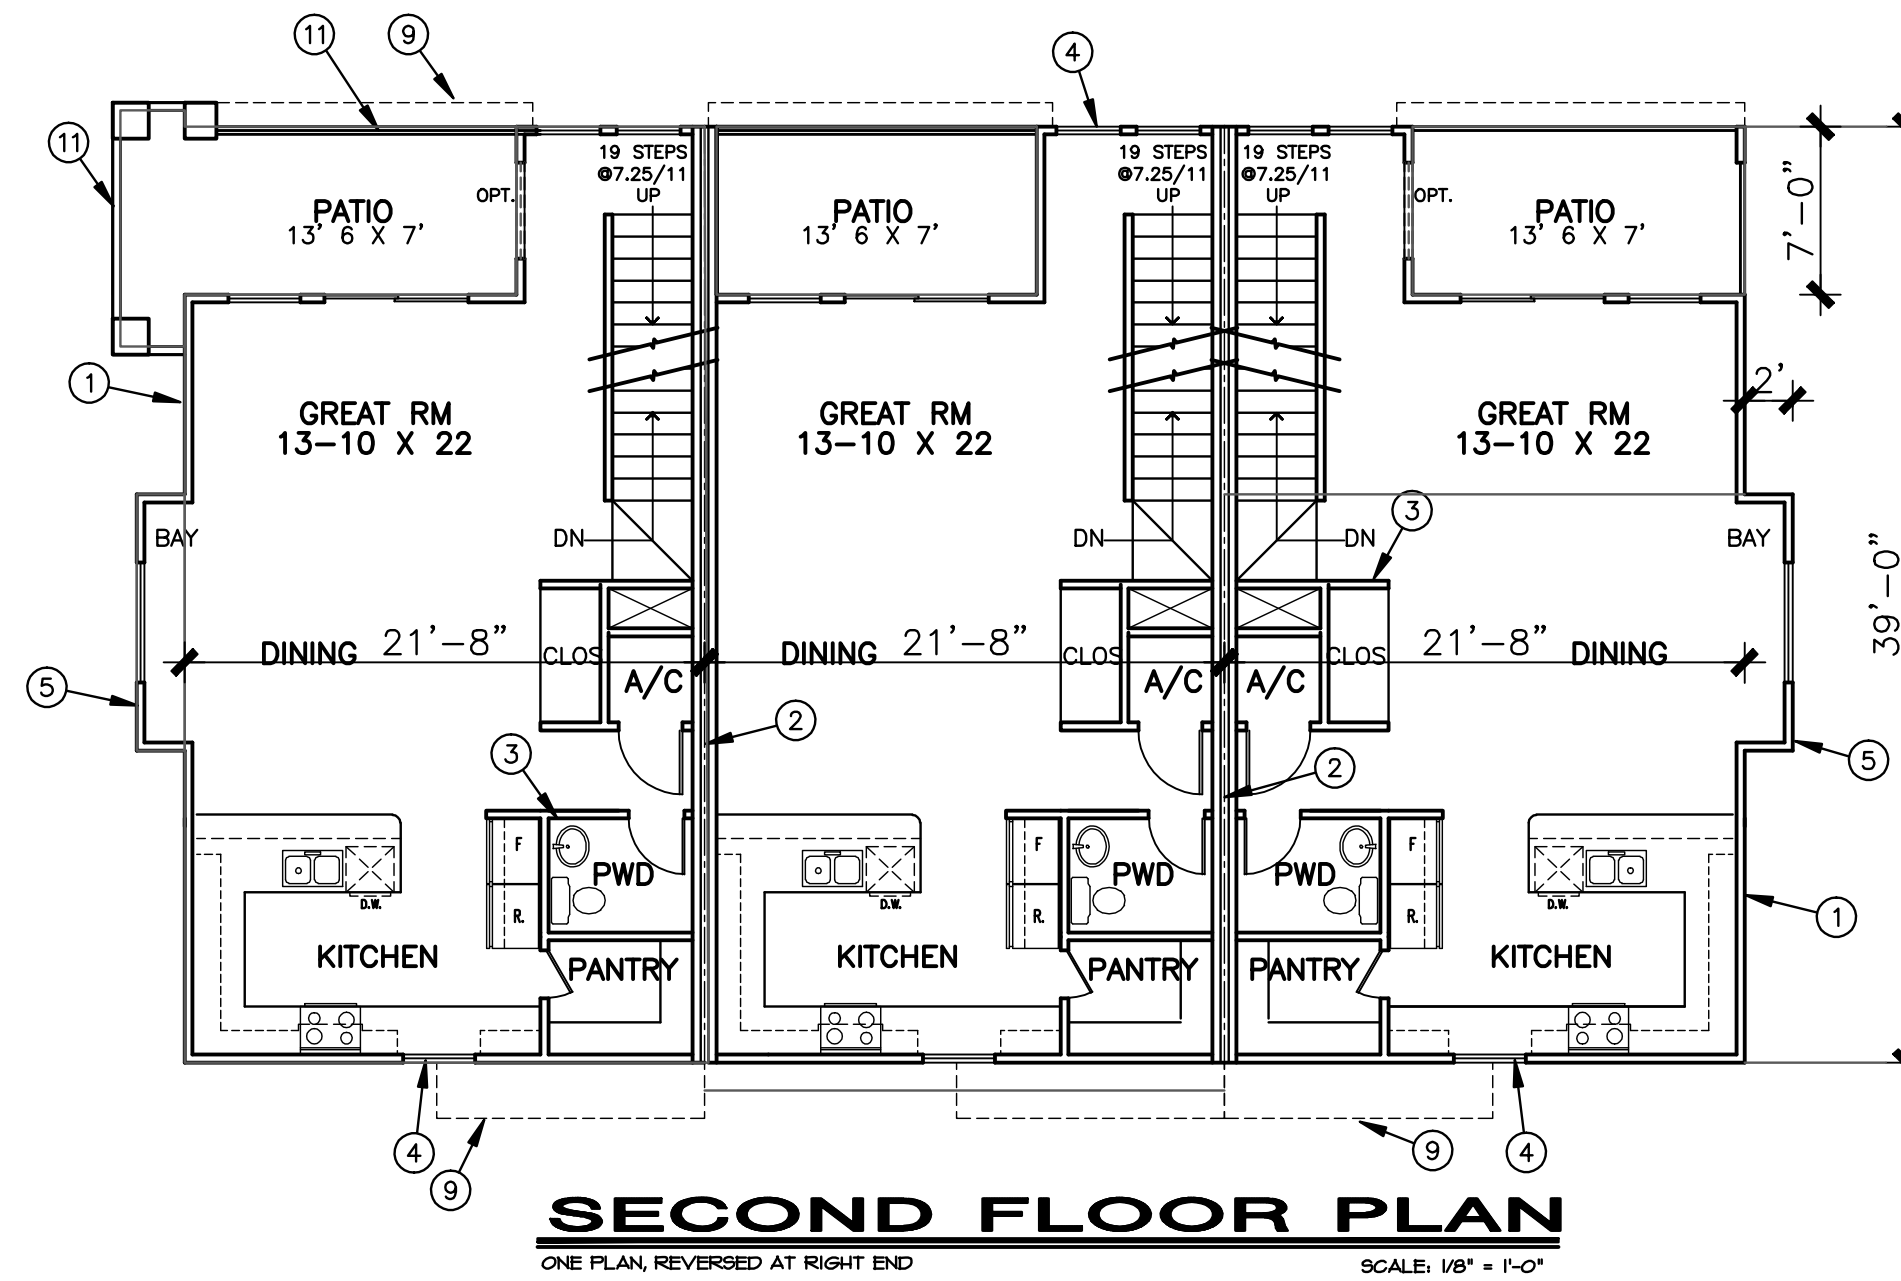 11
9
4
11
19 STEPS
@7.25/11
UP
19 STEPS
@7.25/11
UP
19 STEPS
@7.25/11
UP
OPT.
OPT.
PATIO
13' 6 X 7'
PATIO
13' 6 X 7'
PATIO
13' 6 X 7'
7'-0"
1
2'
GREAT RM
13-10 X 22
GREAT RM
13-10 X 22
GREAT RM
13-10 X 22
3
BAY
DN
DN
DN
BAY
39'-0"
DINING
21'-8"
CLOS
A/C
DINING
21'-8"
CLOS
A/C
A/C
CLOS
21'-8"
DINING
5
2
3
2
5
F
R.
PWD
F
R.
PWD
PWD
F
R.
D.W.
D.W.
D.W.
1
KITCHEN
PANTRY
KITCHEN
PANTRY
PANTRY
KITCHEN
4
9
9
4
SECOND FLOOR PLAN
ONE PLAN, REVERSED AT RIGHT END
SCALE: 1/8" = 1'-0"